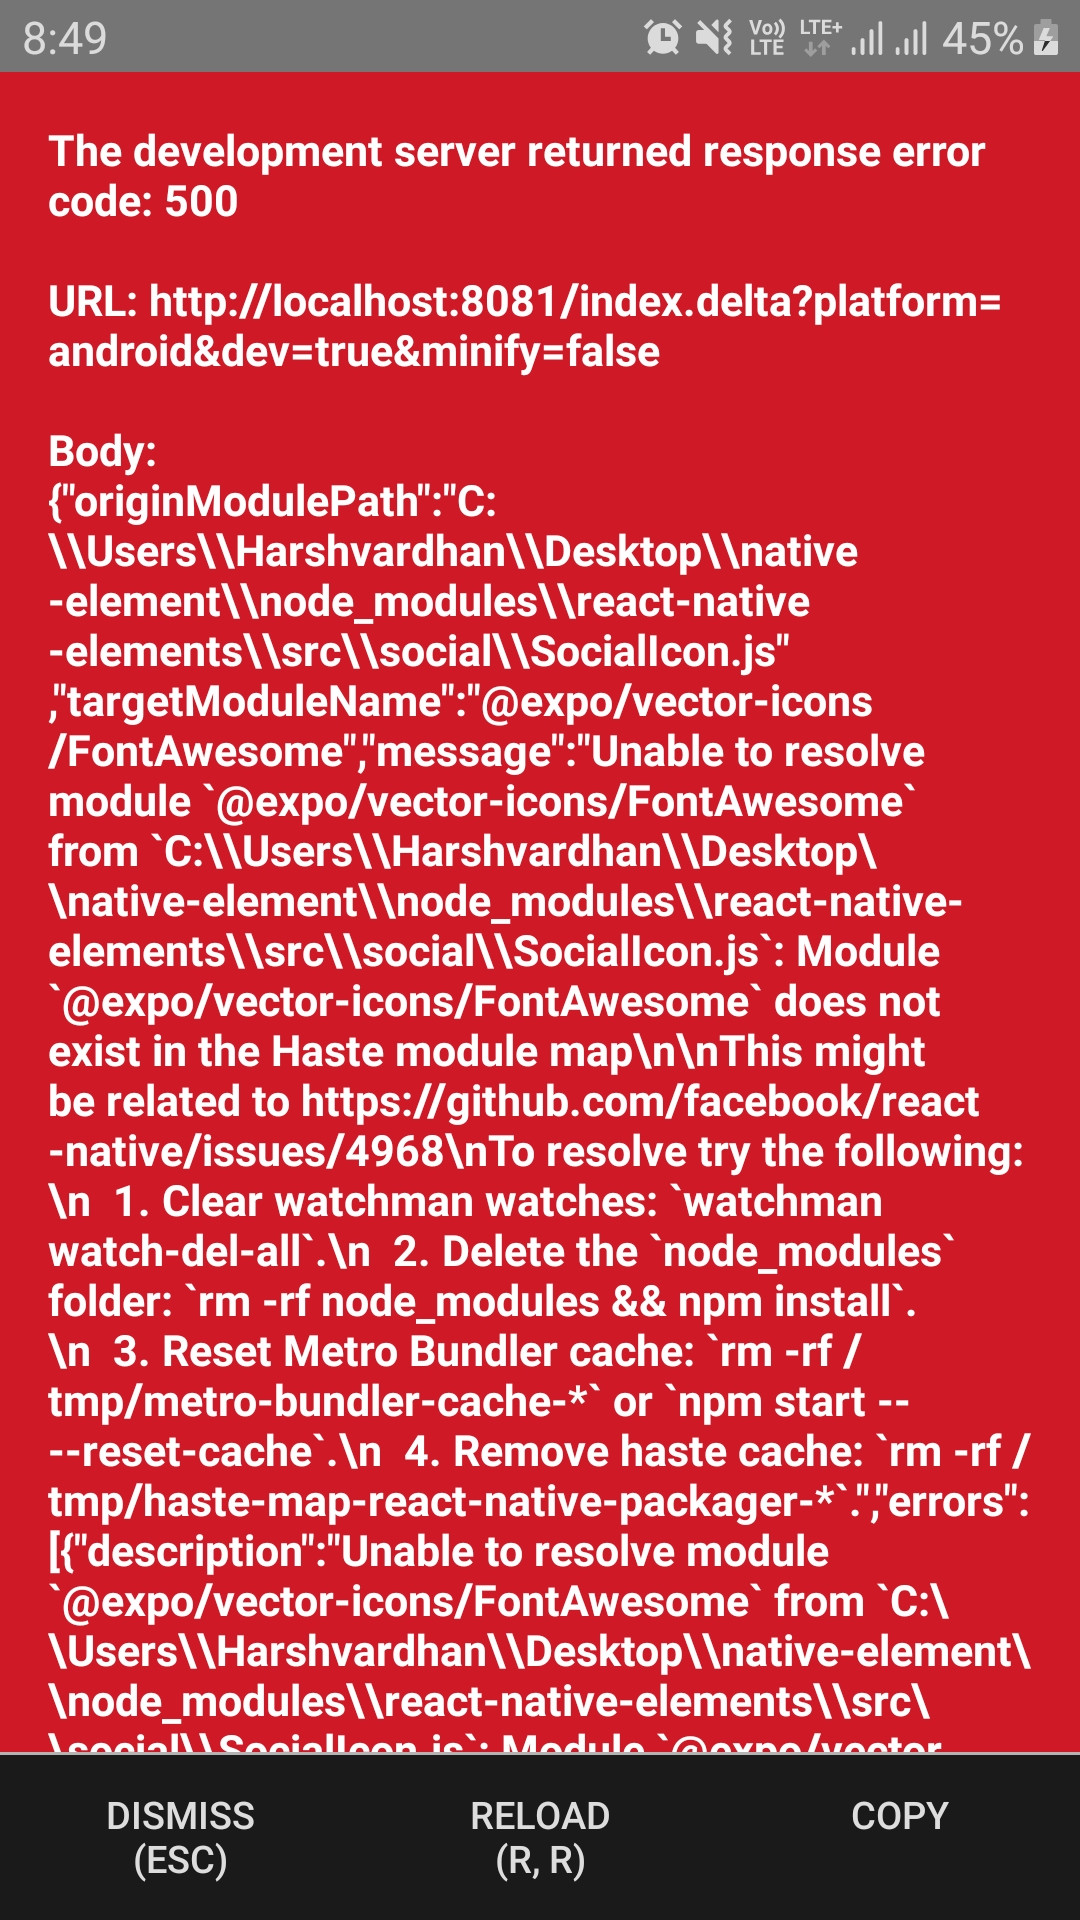 8:49
Vo)) LTE LTE+ 45%
The development server returned response error
code: 500
URL: http://localhost:8081/index.delta?platform=
android&dev=true&minify=false
Body:
{"originModulePath":"C:
\\Users\\Harshvardhan\\Desktop\\native
-element\\node_modules\\react-native
-elements\\src\\social\\SocialIcon.js"
,"targetModuleName":"@expo/vector-icons
/FontAwesome","message":"Unable to resolve
module `@expo/vector-icons/FontAwesome`
from `C:\\Users\\Harshvardhan\\Desktop\
\native-element\\node_modules\\react-native-
elements\\src\\social\\SocialIcon.js`: Module
`@expo/vector-icons/FontAwesome` does not
exist in the Haste module map\n\nThis might
be related to https://github.com/facebook/react
-native/issues/4968\nTo resolve try the following:
\n  1. Clear watchman watches: `watchman
watch-del-all`.\n  2. Delete the `node_modules`
folder: `rm -rf node_modules && npm install`.
\n  3. Reset Metro Bundler cache: `rm -rf /
tmp/metro-bundler-cache-*` or `npm start --
--reset-cache`.\n  4. Remove haste cache: `rm -rf /
tmp/haste-map-react-native-packager-*`.","errors":
[{"description":"Unable to resolve module
`@expo/vector-icons/FontAwesome` from `C:\
\Users\\Harshvardhan\\Desktop\\native-element\
\node_modules\\react-native-elements\\src\
\social\\SocialIcon.js`: Module `@expo/vector
DISMISS
(ESC)
RELOAD
(R, R)
COPY